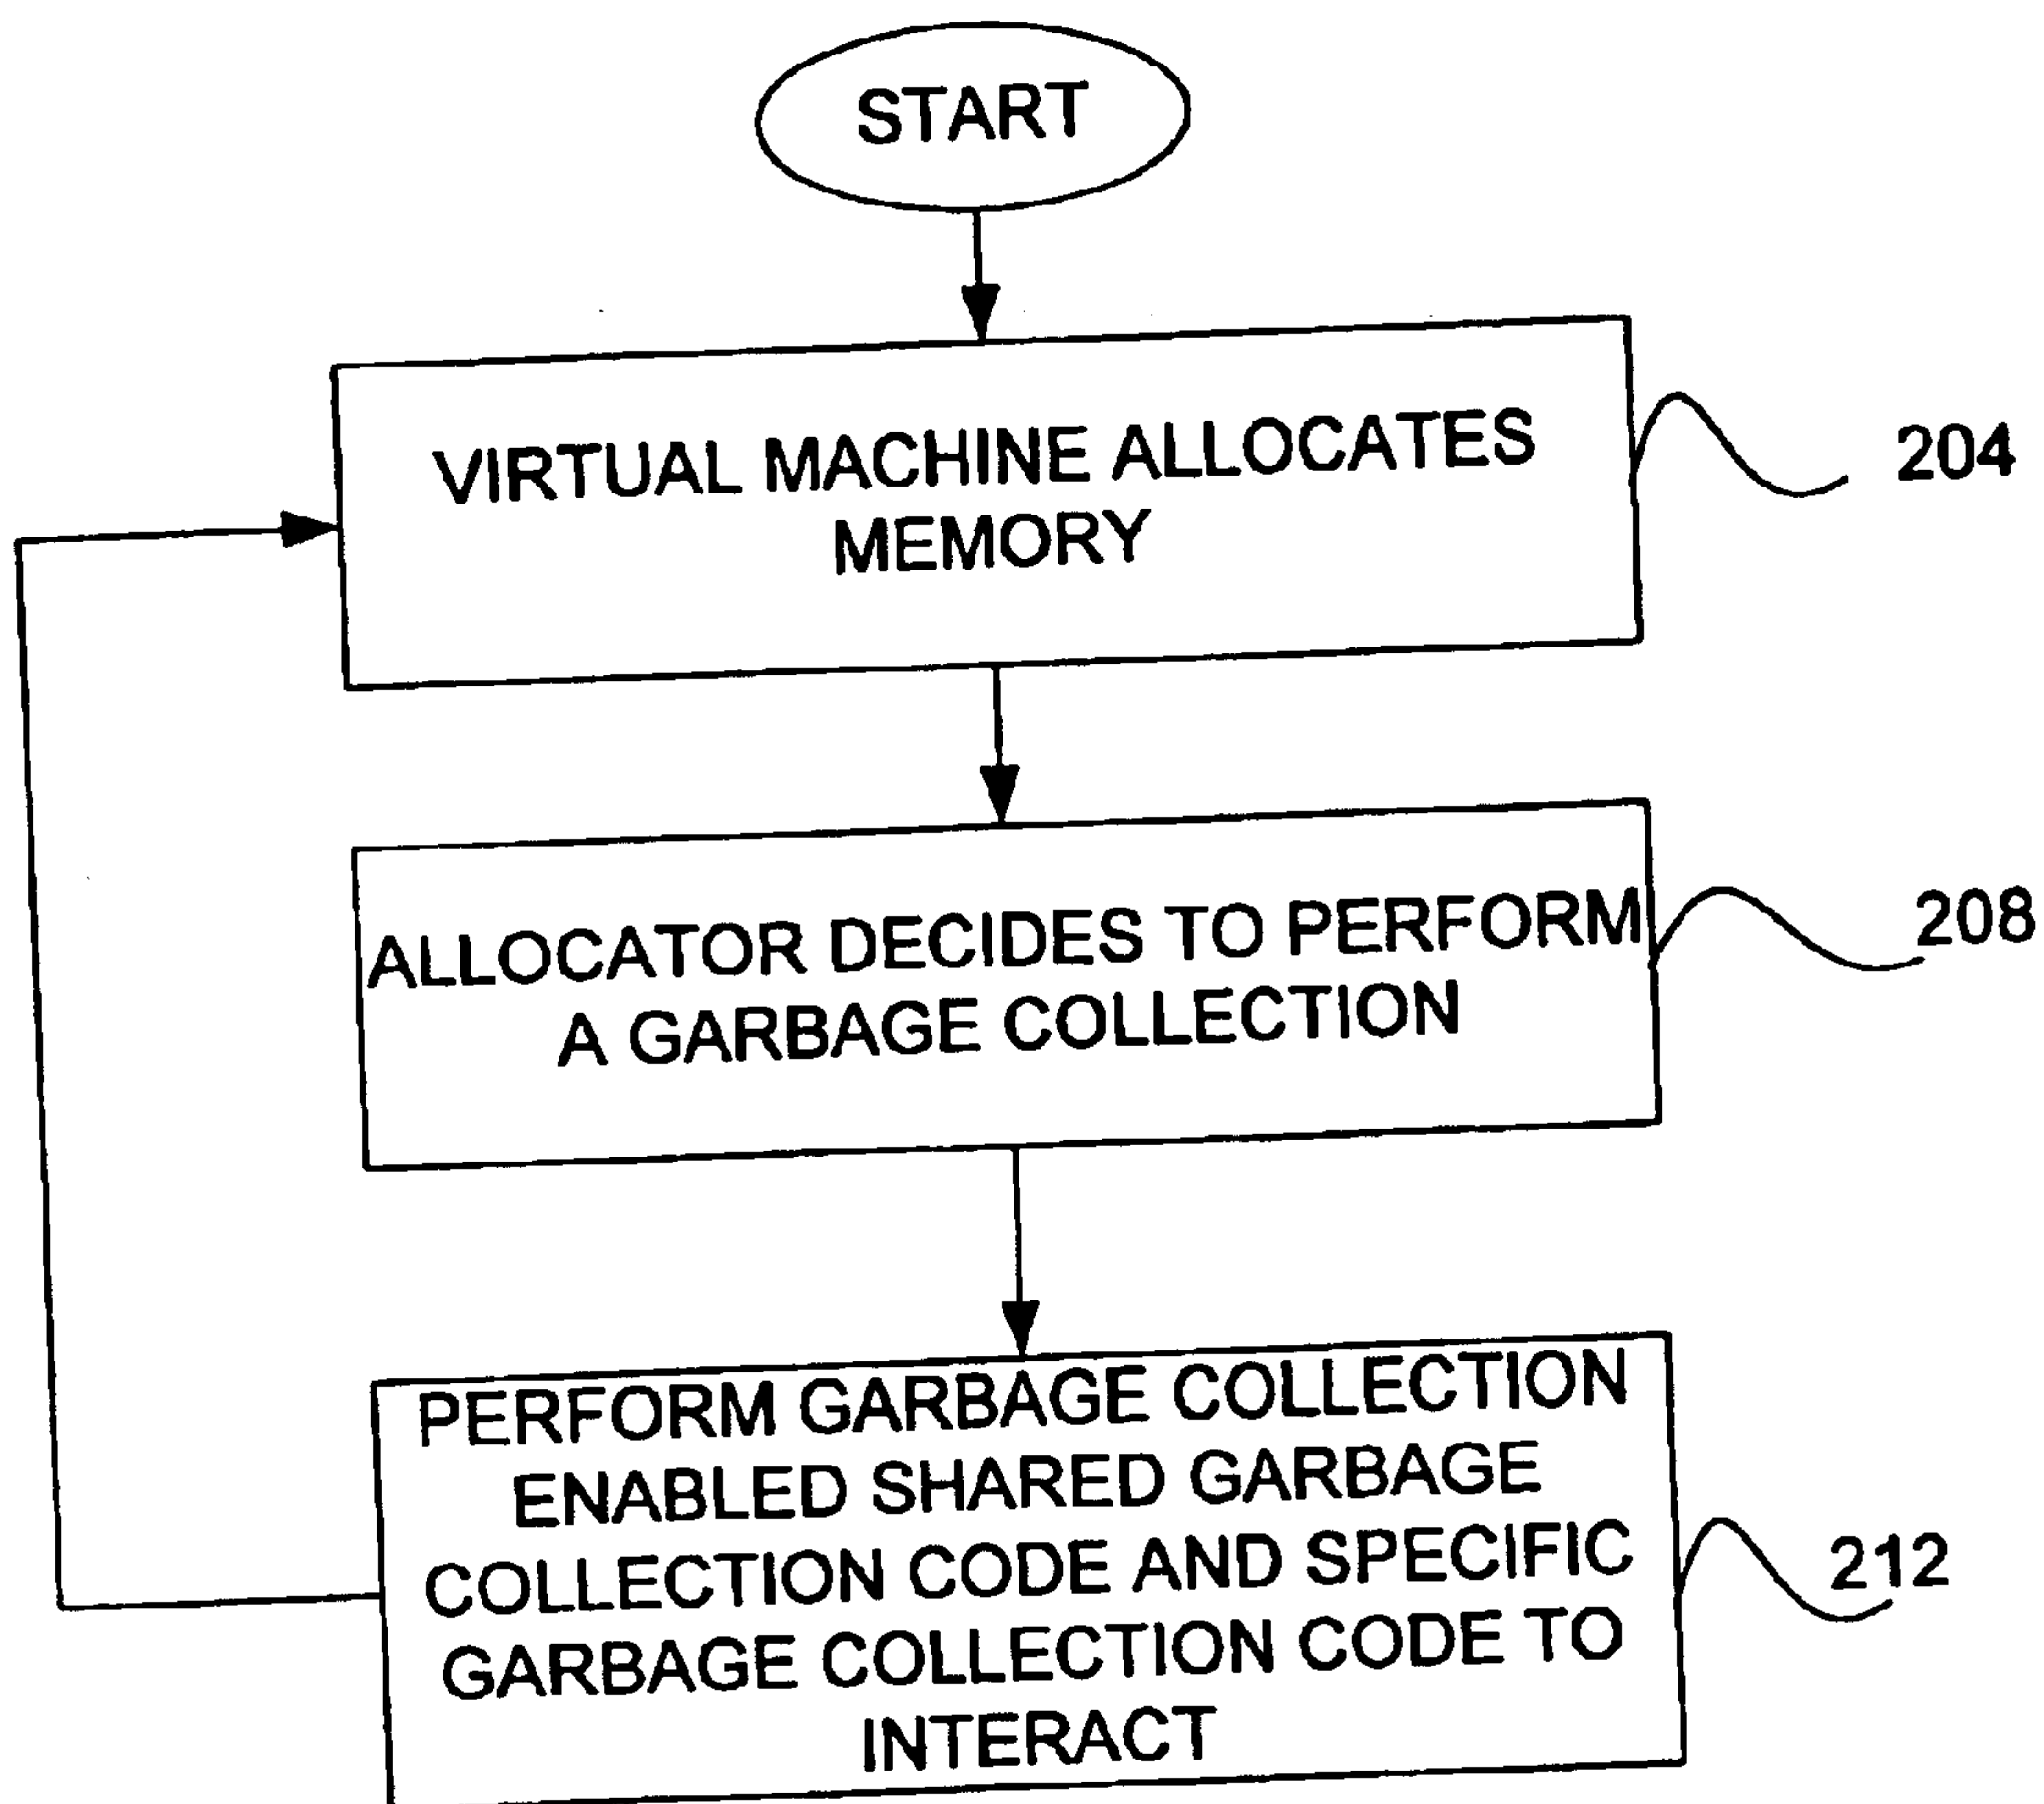 START
VIRTUAL MACHINE ALLOCATES
MEMORY
204
ALLOCATOR DECIDES TO PERFORM
A GARBAGE COLLECTION
208
PERFORM GARBAGE COLLECTION
ENABLED SHARED GARBAGE
COLLECTION CODE AND SPECIFIC
GARBAGE COLLECTION CODE TO
INTERACT
212